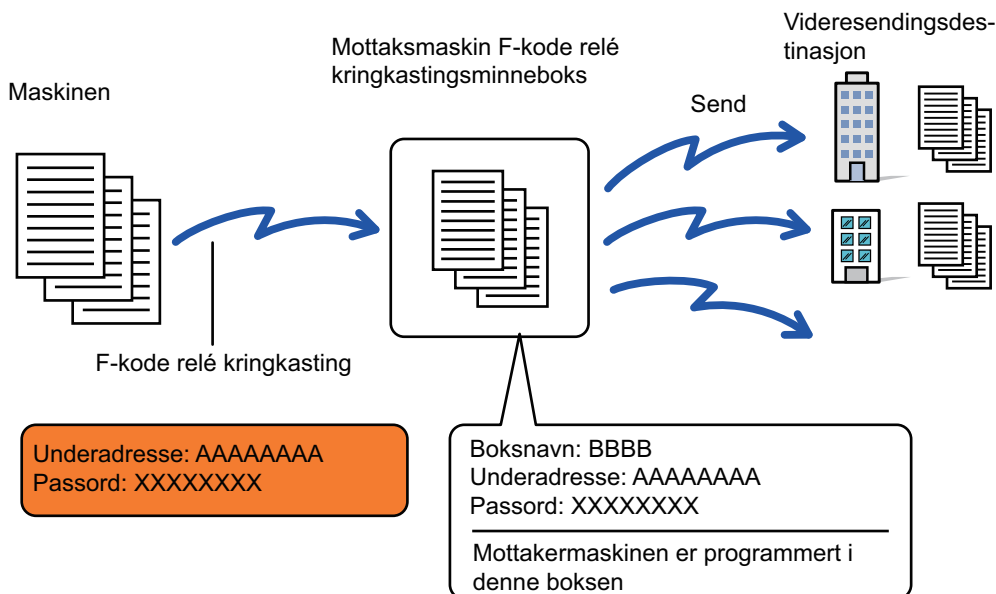 Maskinen
Mottaksmaskin F-kode relé
kringkastingsminneboks
Videresendingsdes-
tinasjon
Send
F-kode relé kringkasting
Underadresse: AAAAAAAA
Passord: XXXXXXXX
Boksnavn: BBBB
Underadresse: AAAAAAAA
Passord: XXXXXXXX
Mottakermaskinen er programmert i
denne boksen